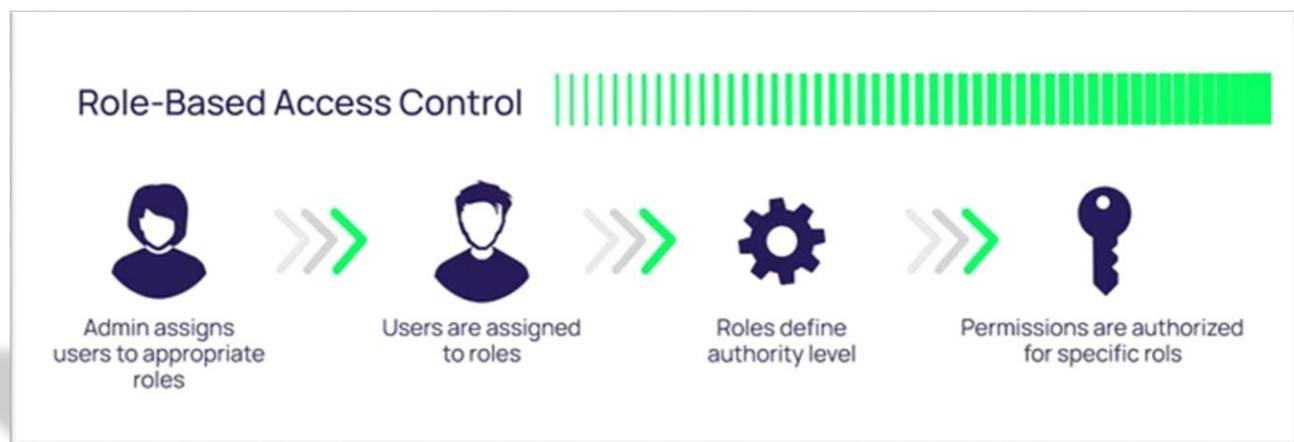 Role-Based Access Control
Admin assigns
users to appropriate
roles
Users are assigned
to roles
Roles define
authority level
Permissions are authorized
for specific rols